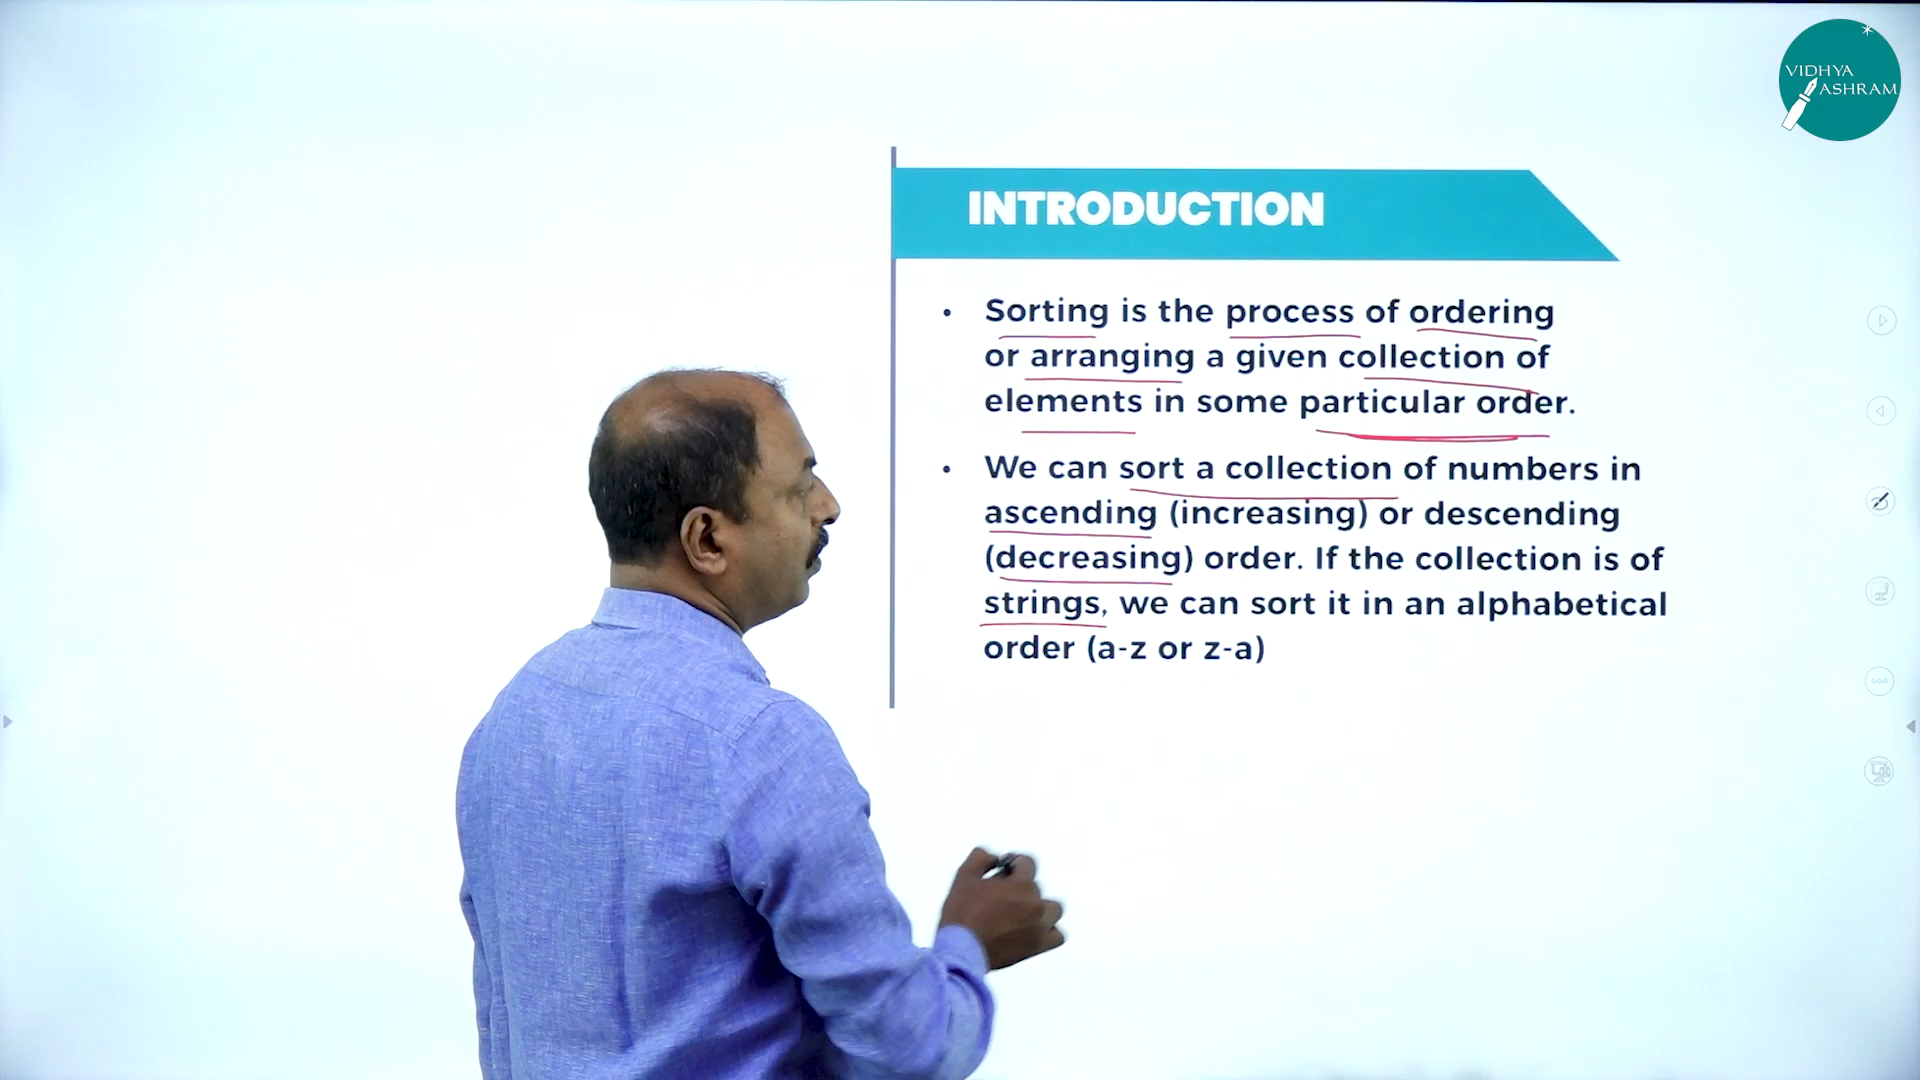 VIDHYA
ASHRAM
INTRODUCTION
• Sorting is the process of ordering
or arranging a given collection of
elements in some particular order.
• We can sort a collection of numbers in
ascending (increasing) or descending
(decreasing) order. If the collection is of
strings, we can sort it in an alphabetical
order (a-z or z-a)